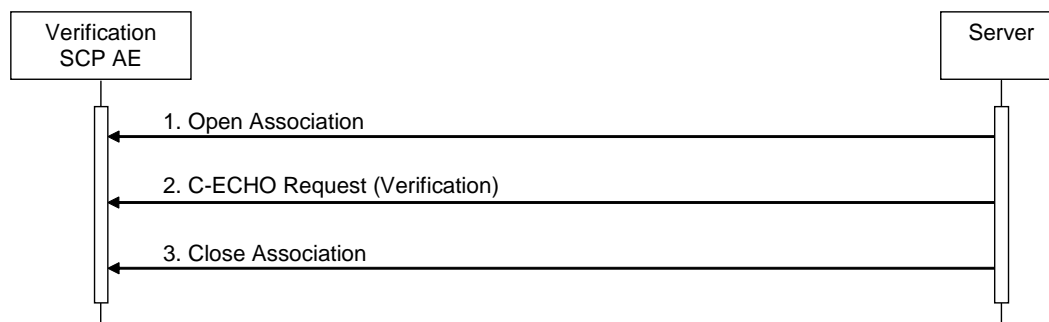 Verification
SCP AE
Server
1. Open Association
2. C-ECHO Request (Verification)
3. Close Association